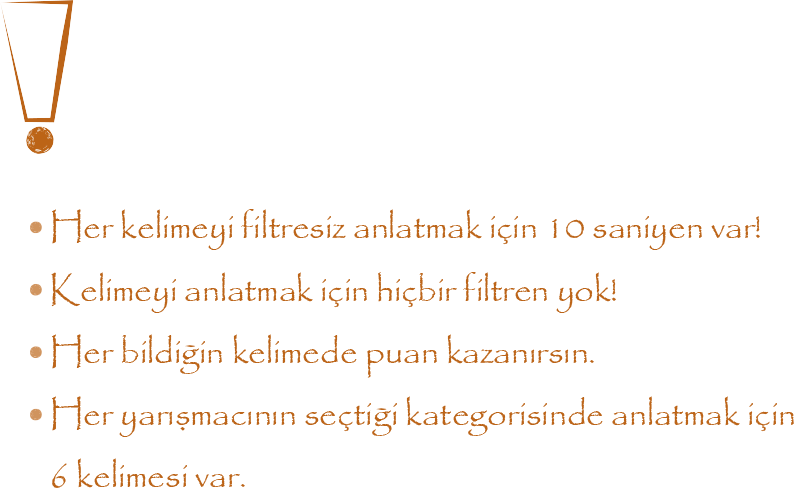 !
• Her kelimeyi filtresiz anlatmak için 10 saniyen var!
• Kelimeyi anlatmak için hiçbir filtren yok!
• Her bildiğin kelimede puan kazanırsın.
• Her yarışmacının seçtiği kategorisinde anlatmak için
6 kelimesi var.